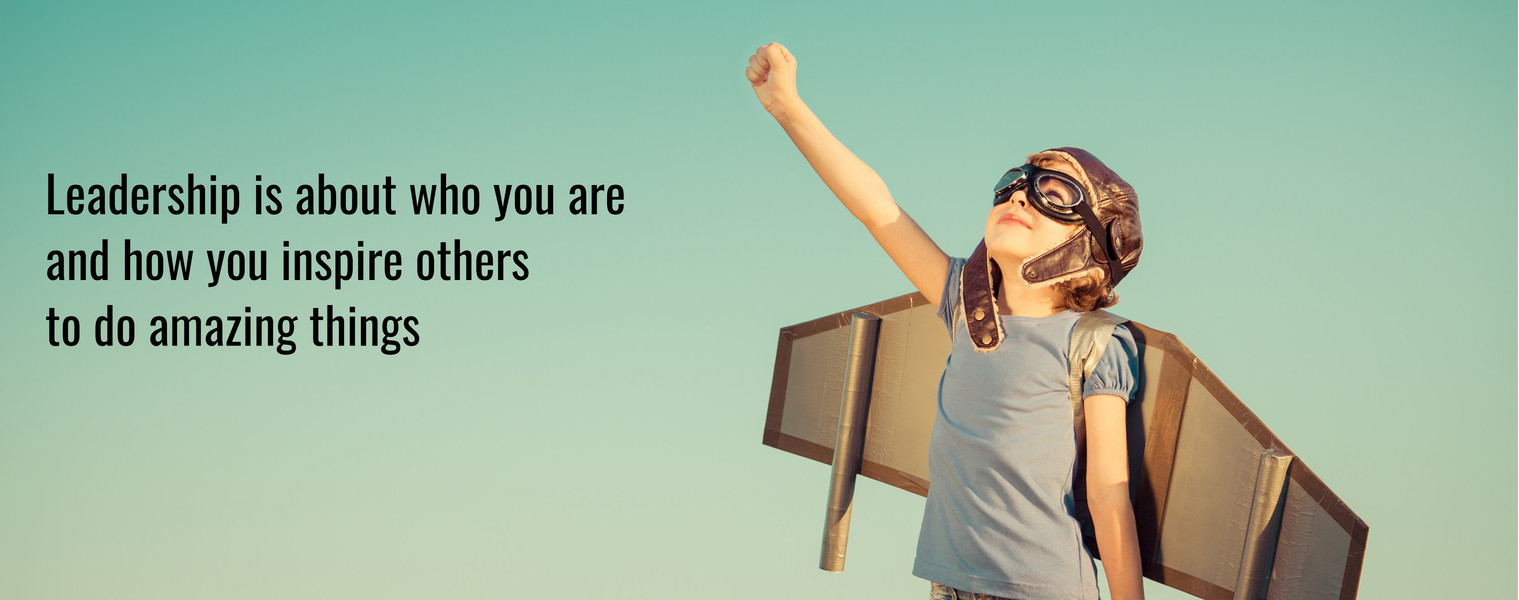 Leadership is about who you are
and how you inspire others
to do amazing things